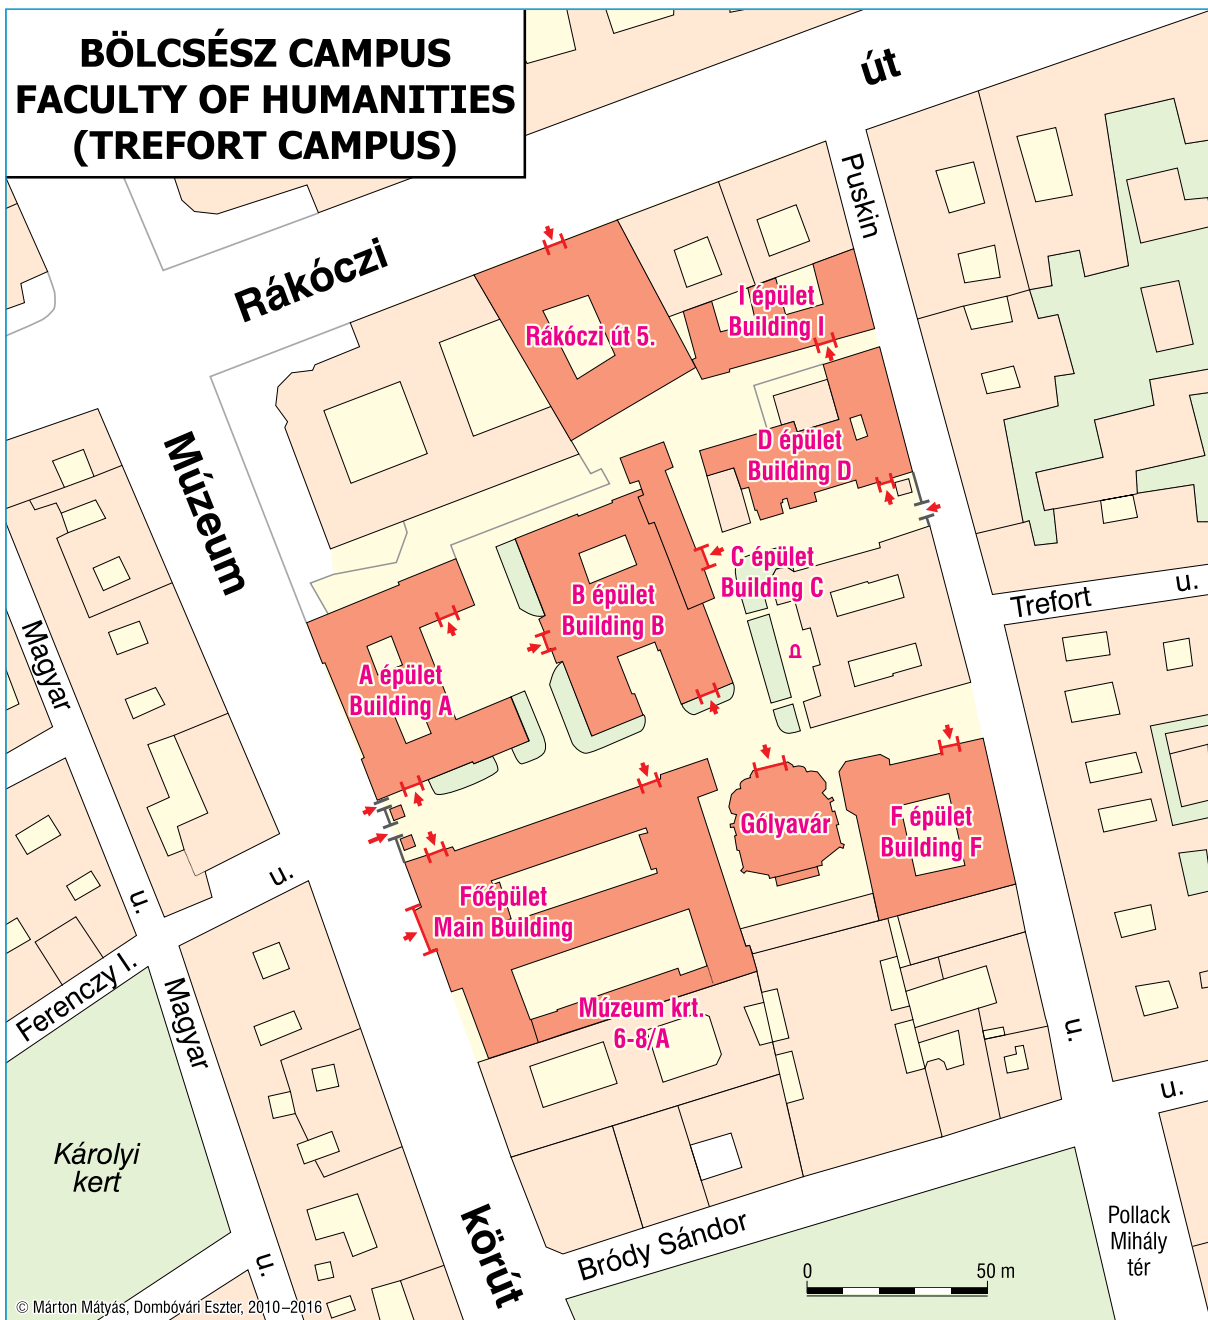 BÖLCSÉSZ CAMPUS
FACULTY OF HUMANITIES
(TREFORT CAMPUS)
út
Rákóczi
Puskin
I épület
Building I
Rákóczi út 5.
D épület
Building D
Múzeum
C épület
Building C
B épület
Building B
Trefort
u.
Magyar
P
A épület
Building A
Gólyavár
F épület
Building F
u.
u.
Főépület
Main Building
Ferenczy I.
Magyar
Múzeum krt.
6-8/A
u.
u.
Károlyi
kert
körút
Bródy Sándor
Pollack
Mihály
tér
u.
0 50 m
© Márton Mátyás, Dombóvári Eszter, 2010–2016